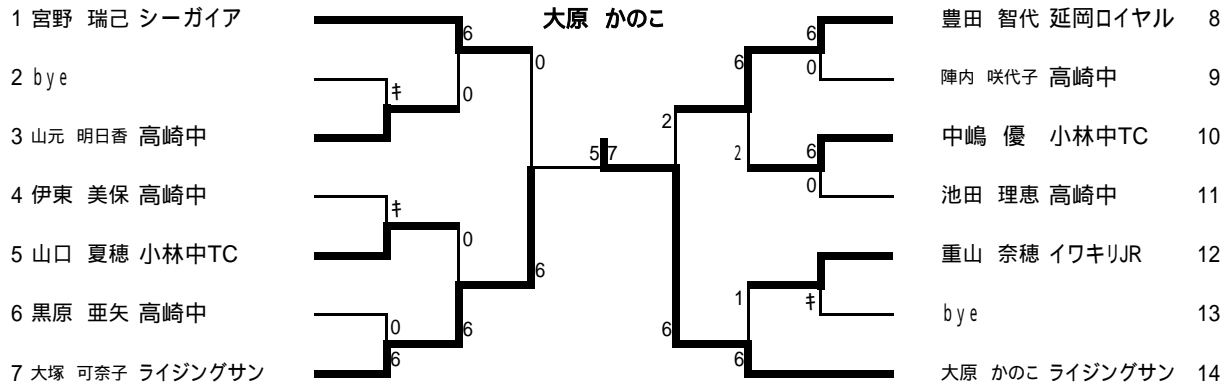 大原 かのこ
1 宮野 瑞己 シーガイア
2 bye
3 山元 明日香 高崎中
4 伊東 美保 高崎中
5 山口 夏穂 小林中TC
6 黒原 亜矢 高崎中
7 大塚 可奈子 ライジングサン
6
0
キ
0
キ
0
6
0
6
6
5 7
2
6
6
6
0
2
6
0
1
キ
6
豊田 智代 延岡ロイヤル 8
陣内 咲代子 高崎中 9
中嶋 優 小林中TC 10
池田 理恵 高崎中 11
重山 奈穂 イワキリJR 12
bye 13
大原 かのこ ライジングサン 14